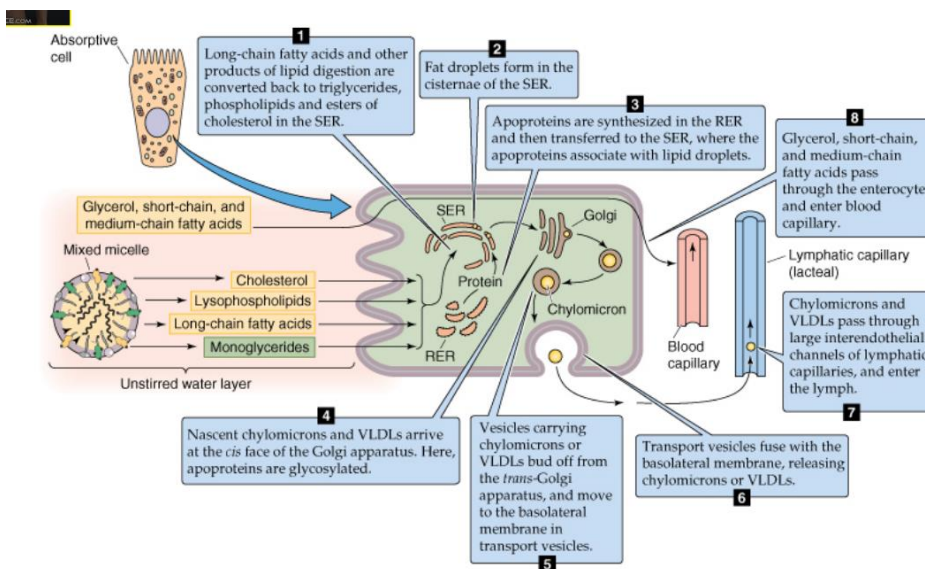 CE.COM
Absorptive
cell
1
Long-chain fatty acids and other
products of lipid digestion are
converted back to triglycerides,
phospholipids and esters of
cholesterol in the SER.
2
Fat droplets form in the
cisternae of the SER.
3
Apoproteins are synthesized in the RER
and then transferred to the SER, where the
apoproteins associate with lipid droplets.
8
Glycerol, short-chain,
and medium-chain
fatty acids pass
through the enterocyte
and enter blood
capillary.
Glycerol, short-chain, and
medium-chain fatty acids
Mixed micelle
Cholesterol
Lysophospholipids
Long-chain fatty acids
Monoglycerides
Unstirred water layer
SER
Golgi
Protein
Chylomicron
RER
Blood
capillary
Lymphatic capillary
(lacteal)
Chylomicrons and
VLDLs pass through
large interendothelial
channels of lymphatic
capillaries, and enter
the lymph.
7
4
Nascent chylomicrons and VLDLs arrive
at the cis face of the Golgi apparatus. Here,
apoproteins are glycosylated.
Vesicles carrying
chylomicrons or
VLDLs bud off from
the trans-Golgi
apparatus, and move
to the basolateral
membrane in
transport vesicles.
5
Transport vesicles fuse with the
basolateral membrane, releasing
chylomicrons or VLDLs.
6